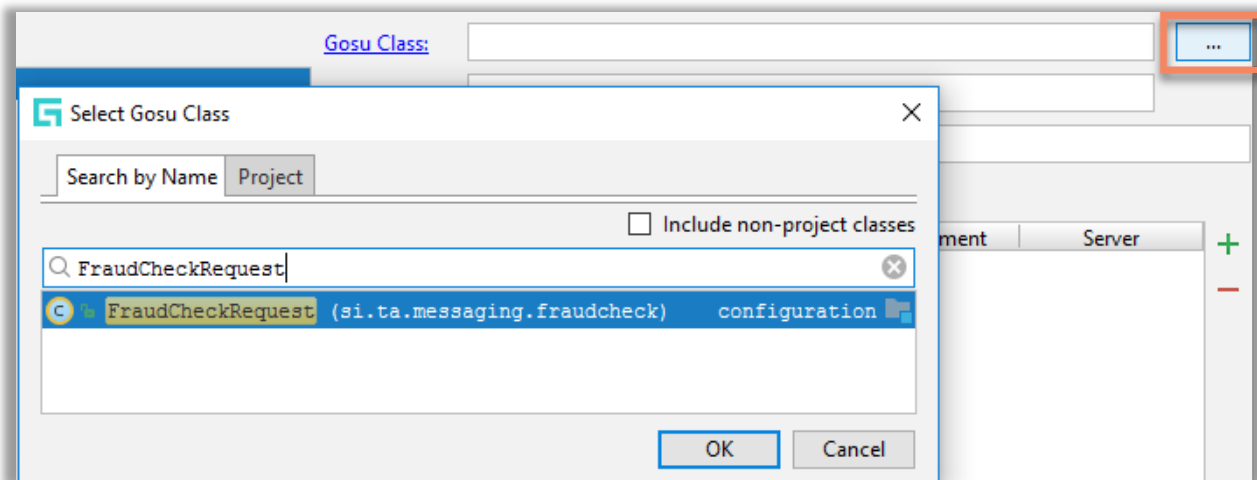 Gosu Class:
...
Select Gosu Class
Search by Name Project
Include non-project classes
ment Server
FraudCheckRequest
FraudCheckRequest (si.ta.messaging.fraudcheck) configuration
OK Cancel